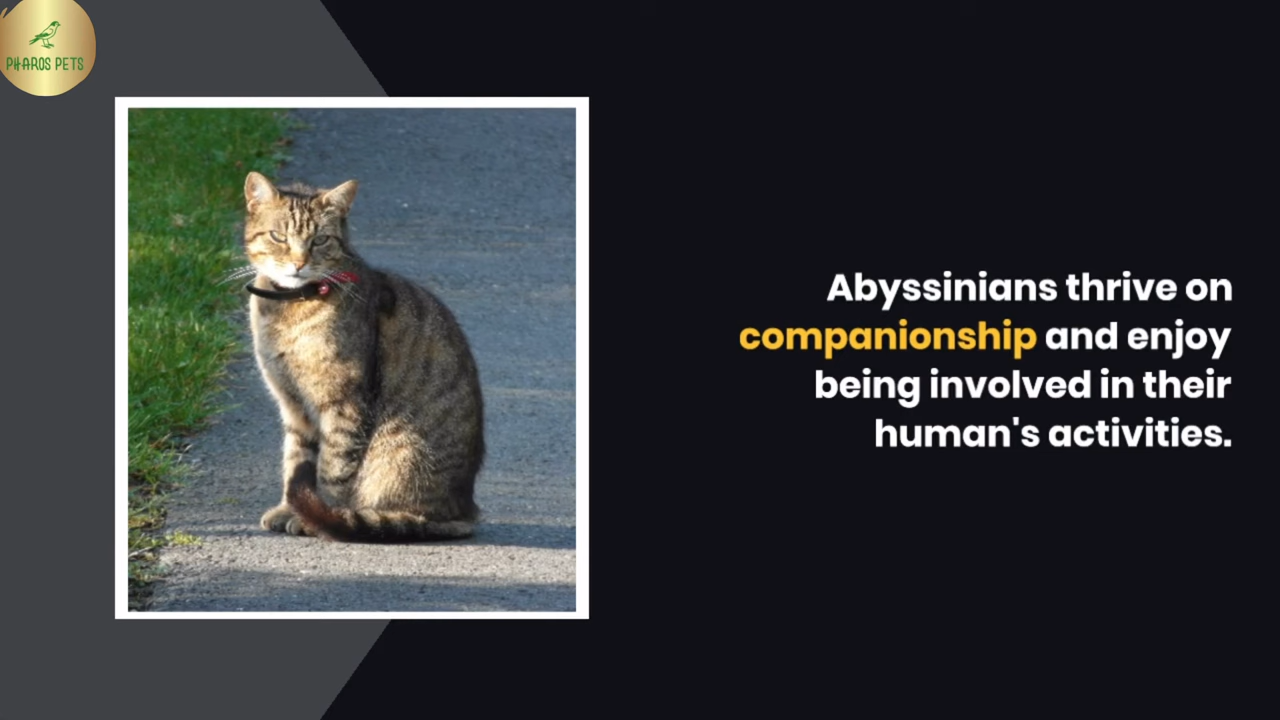 PHAROS PETS
Abyssinians thrive on
companionship and enjoy
being involved in their
human's activities.